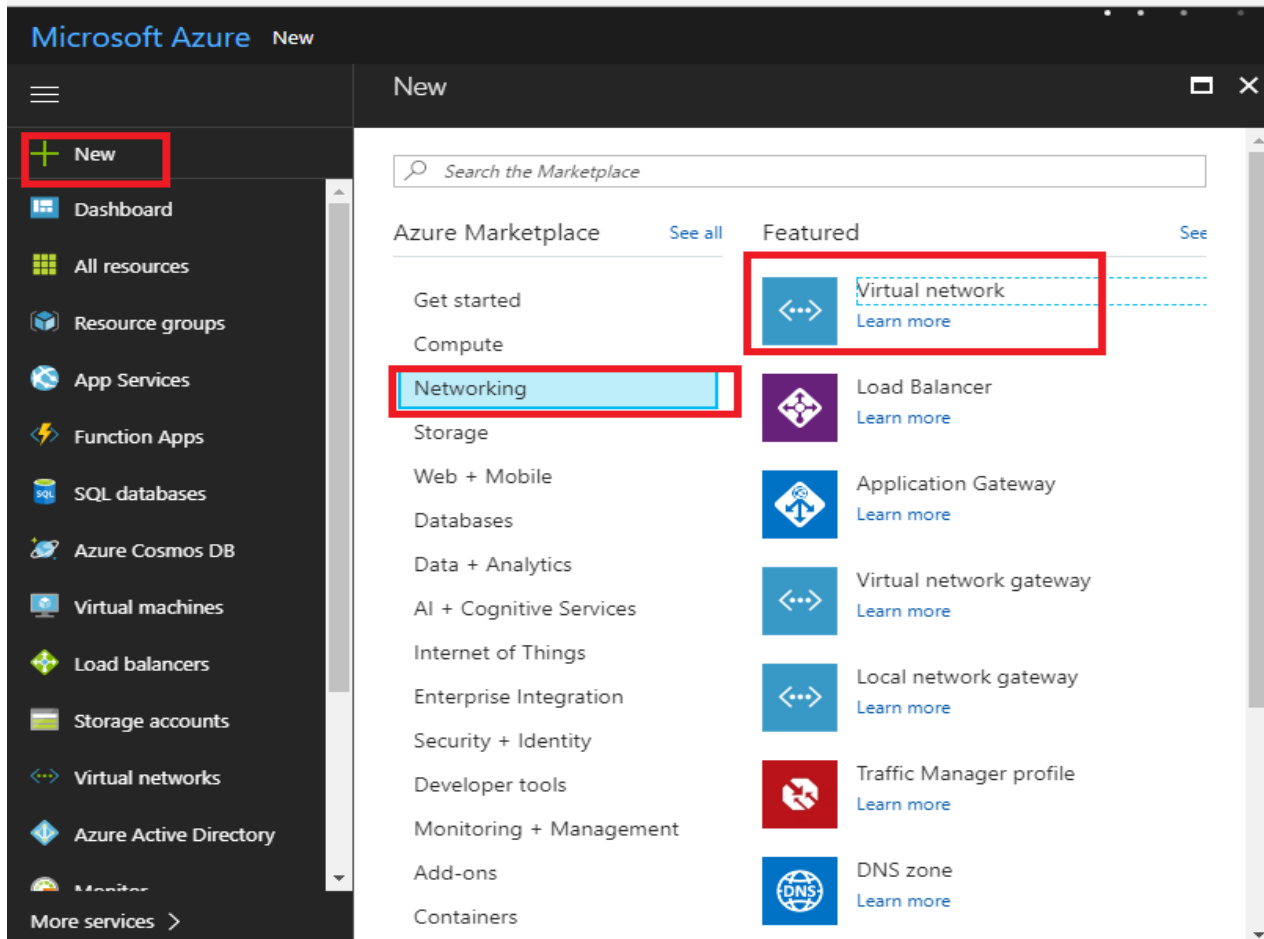 Microsoft Azure New
New
New
Dashboard
All resources
Resource groups
App Services
Function Apps
SQL
SQL databases
Azure Cosmos DB
Virtual machines
Load balancers
Storage accounts
Virtual networks
Azure Active Directory
Monitor
More services
Search the Marketplace
Azure Marketplace See all
Get started
Compute
Networking
Storage
Web + Mobile
Databases
Data + Analytics
AI + Cognitive Services
Internet of Things
Enterprise Integration
Security + Identity
Developer tools
Monitoring + Management
Add-ons
Containers
Featured See
Virtual network
Learn more
Load Balancer
Learn more
Application Gateway
Learn more
Virtual network gateway
Learn more
Local network gateway
Learn more
Traffic Manager profile
Learn more
DNS
DNS zone
Learn more